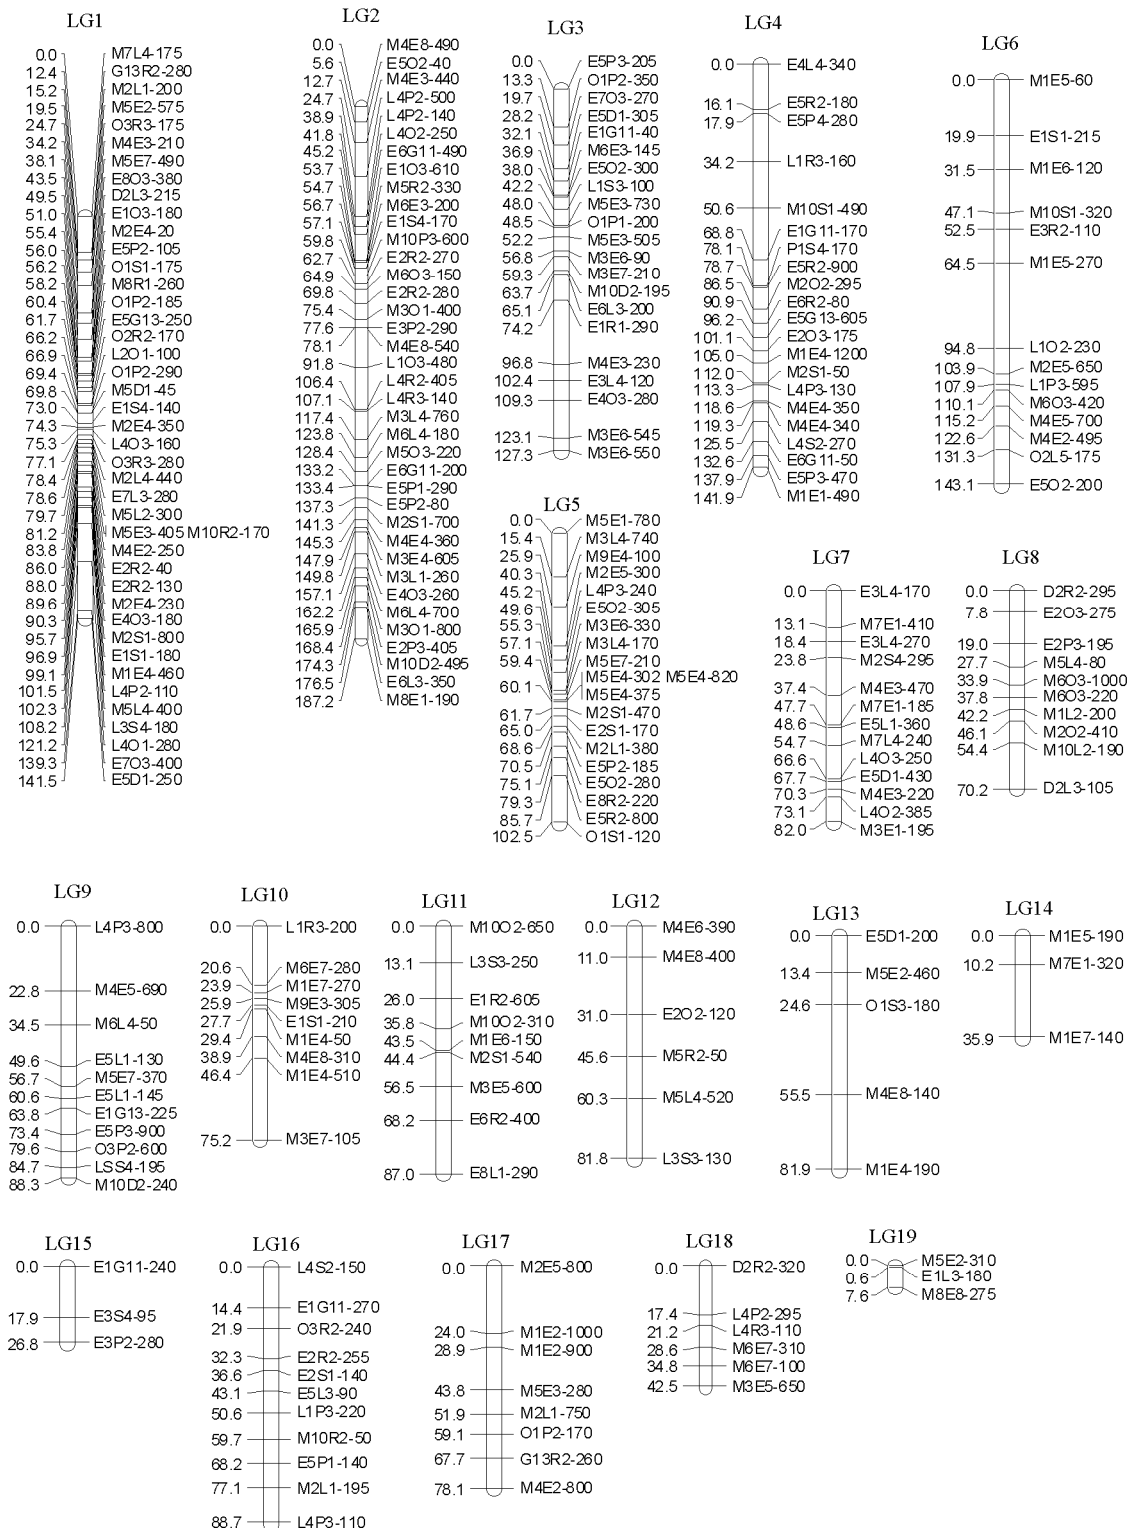 LG1
0.0 M7L4-175
12.4 G13R2-280
15.2 M2L1-200
19.5 M5E2-575
24.7 O3R3-175
34.2 M4E3-210
38.1 M5E7-490
43.5 E8O3-380
49.5 D2L3-215
51.0 E1O3-180
55.4 M2E4-20
56.0 E5P2-105
56.2 O1S1-175
58.2 M8R1-260
60.4 O1P2-185
61.7 E5G13-250
66.2 O2R2-170
66.9 L2O1-100
69.4 O1P2-290
69.8 M5D1-45
73.0 E1S4-140
74.3 M2E4-350
75.3 L4O3-160
77.1 O3R3-280
78.4 M2L4-440
78.6 E7L3-280
79.7 M5L2-300
81.2 M5E3-405 M10R2-170
83.8 M4E2-250
86.0 E2R2-40
88.0 E2R2-130
89.6 M2E4-230
90.3 E4O3-180
95.7 M2S1-800
96.9 E1S1-180
99.1 M1E4-460
101.5 L4P2-110
102.3 M5L4-400
108.2 L3S4-180
121.2 L4O1-280
139.3 E7O3-400
141.5 E5D1-250
LG2
0.0 M4E8-490
5.6 E5O2-40
12.7 M4E3-440
24.7 L4P2-500
38.9 L4P2-140
41.8 L4O2-250
45.2 E6G11-490
53.7 E1O3-610
54.7 M5R2-330
56.7 M6E3-200
57.1 E1S4-170
59.8 M10P3-600
62.7 E2R2-270
64.9 M6O3-150
69.8 E2R2-280
75.4 M3O1-400
77.6 E3P2-290
78.1 M4E8-540
91.8 L1O3-480
106.4 L4R2-405
107.1 L4R3-140
117.4 M3L4-760
123.8 M6L4-180
128.4 M5O3-220
133.2 E6G11-200
133.4 E5P1-290
137.3 E5P2-80
141.3 M2S1-700
145.3 M4E4-360
147.9 M3E4-605
149.8 M3L1-260
157.1 E4O3-260
162.2 M6L4-700
165.9 M3O1-800
168.4 E2P3-405
174.3 M10D2-495
176.5 E6L3-350
187.2 M8E1-190
LG3
0.0 E5P3-205
13.3 O1P2-350
19.7 E7O3-270
28.2 E5D1-305
32.1 E1G11-40
36.9 M6E3-145
38.0 E5O2-300
42.2 L1S3-100
48.0 M5E3-730
48.5 O1P1-200
52.2 M5E3-505
56.8 M3E6-90
59.3 M3E7-210
63.7 M10D2-195
65.1 E6L3-200
74.2 E1R1-290
96.8 M4E3-230
102.4 E3L4-120
109.3 E4O3-280
123.1 M3E6-545
127.3 M3E6-550
LG4
0.0 E4L4-340
16.1 E5R2-180
17.9 E5P4-280
34.2 L1R3-160
50.6 M10S1-490
68.8 E1G11-170
78.1 P1S4-170
78.7 E5R2-900
86.5 M2O2-295
90.9 E6R2-80
96.2 E5G13-605
101.1 E2O3-175
105.0 M1E4-1200
112.0 M2S1-50
113.3 L4P3-130
118.6 M4E4-350
119.3 M4E4-340
125.5 L4S2-270
132.6 E6G11-50
137.9 E5P3-470
141.9 M1E1-490
LG5
0.0 M5E1-780
15.4 M3L4-740
25.9 M9E4-100
40.3 M2E5-300
45.2 L4P3-240
49.6 E5O2-305
55.3 M3E6-330
57.1 M3L4-170
59.4 M5E7-210
M5E4-302 M5E4-820
60.1 M5E4-375
61.7 M2S1-470
65.0 E2S1-170
68.6 M2L1-380
70.5 E5P2-185
75.1 E5O2-280
79.3 E8R2-220
85.7 E5R2-800
102.5 O1S1-120
LG6
0.0 M1E5-60
19.9 E1S1-215
31.5 M1E6-120
47.1 M10S1-320
52.5 E3R2-110
64.5 M1E5-270
94.8 L1O2-230
103.9 M2E5-650
107.9 L1P3-595
110.1 M6O3-420
115.2 M4E5-700
122.6 M4E2-495
131.3 O2L5-175
143.1 E5O2-200
LG7
0.0 E3L4-170
13.1 M7E1-410
18.4 E3L4-270
23.8 M2S4-295
37.4 M4E3-470
47.7 M7E1-185
48.6 E5L1-360
54.7 M7L4-240
66.6 L4O3-250
67.7 E5D1-430
70.3 M4E3-220
73.1 L4O2-385
82.0 M3E1-195
LG8
0.0 D2R2-295
7.8 E2O3-275
19.0 E2P3-195
27.7 M5L4-80
33.9 M6O3-1000
37.8 M6O3-220
42.2 M1L2-200
46.1 M2O2-410
54.4 M10L2-190
70.2 D2L3-105
LG9
0.0 L4P3-800
22.8 M4E5-690
34.5 M6L4-50
49.6 E5L1-130
56.7 M5E7-370
60.6 E5L1-145
63.8 E1G13-225
73.4 E5P3-900
79.6 O3P2-600
84.7 LSS4-195
88.3 M10D2-240
LG10
0.0 L1R3-200
20.6 M6E7-280
23.9 M1E7-270
25.9 M9E3-305
27.7 E1S1-210
29.4 M1E4-50
38.9 M4E8-310
46.4 M1E4-510
75.2 M3E7-105
LG11
0.0 M10O2-650
13.1 L3S3-250
26.0 E1R2-605
35.8 M10O2-310
43.5 M1E6-150
44.4 M2S1-540
56.5 M3E5-600
68.2 E6R2-400
87.0 E8L1-290
LG12
0.0 M4E6-390
11.0 M4E8-400
31.0 E2O2-120
45.6 M5R2-50
60.3 M5L4-520
81.8 L3S3-130
LG13
0.0 E5D1-200
13.4 M5E2-460
24.6 O1S3-180
55.5 M4E8-140
81.9 M1E4-190
LG14
0.0 M1E5-190
10.2 M7E1-320
35.9 M1E7-140
LG15
0.0 E1G11-240
17.9 E3S4-95
26.8 E3P2-280
LG16
0.0 L4S2-150
14.4 E1G11-270
21.9 O3R2-240
32.3 E2R2-255
36.6 E2S1-140
43.1 E5L3-90
50.6 L1P3-220
59.7 M10R2-50
68.2 E5P1-140
77.1 M2L1-195
88.7 L4P3-110
LG17
0.0 M2E5-800
24.0 M1E2-1000
28.9 M1E2-900
43.8 M5E3-280
51.9 M2L1-750
59.1 O1P2-170
67.7 G13R2-260
78.1 M4E2-800
LG18
0.0 D2R2-320
17.4 L4P2-295
21.2 L4R3-110
28.6 M6E7-310
34.8 M6E7-100
42.5 M3E5-650
LG19
0.0 M5E2-310
0.6 E1L3-180
7.6 M8E8-275